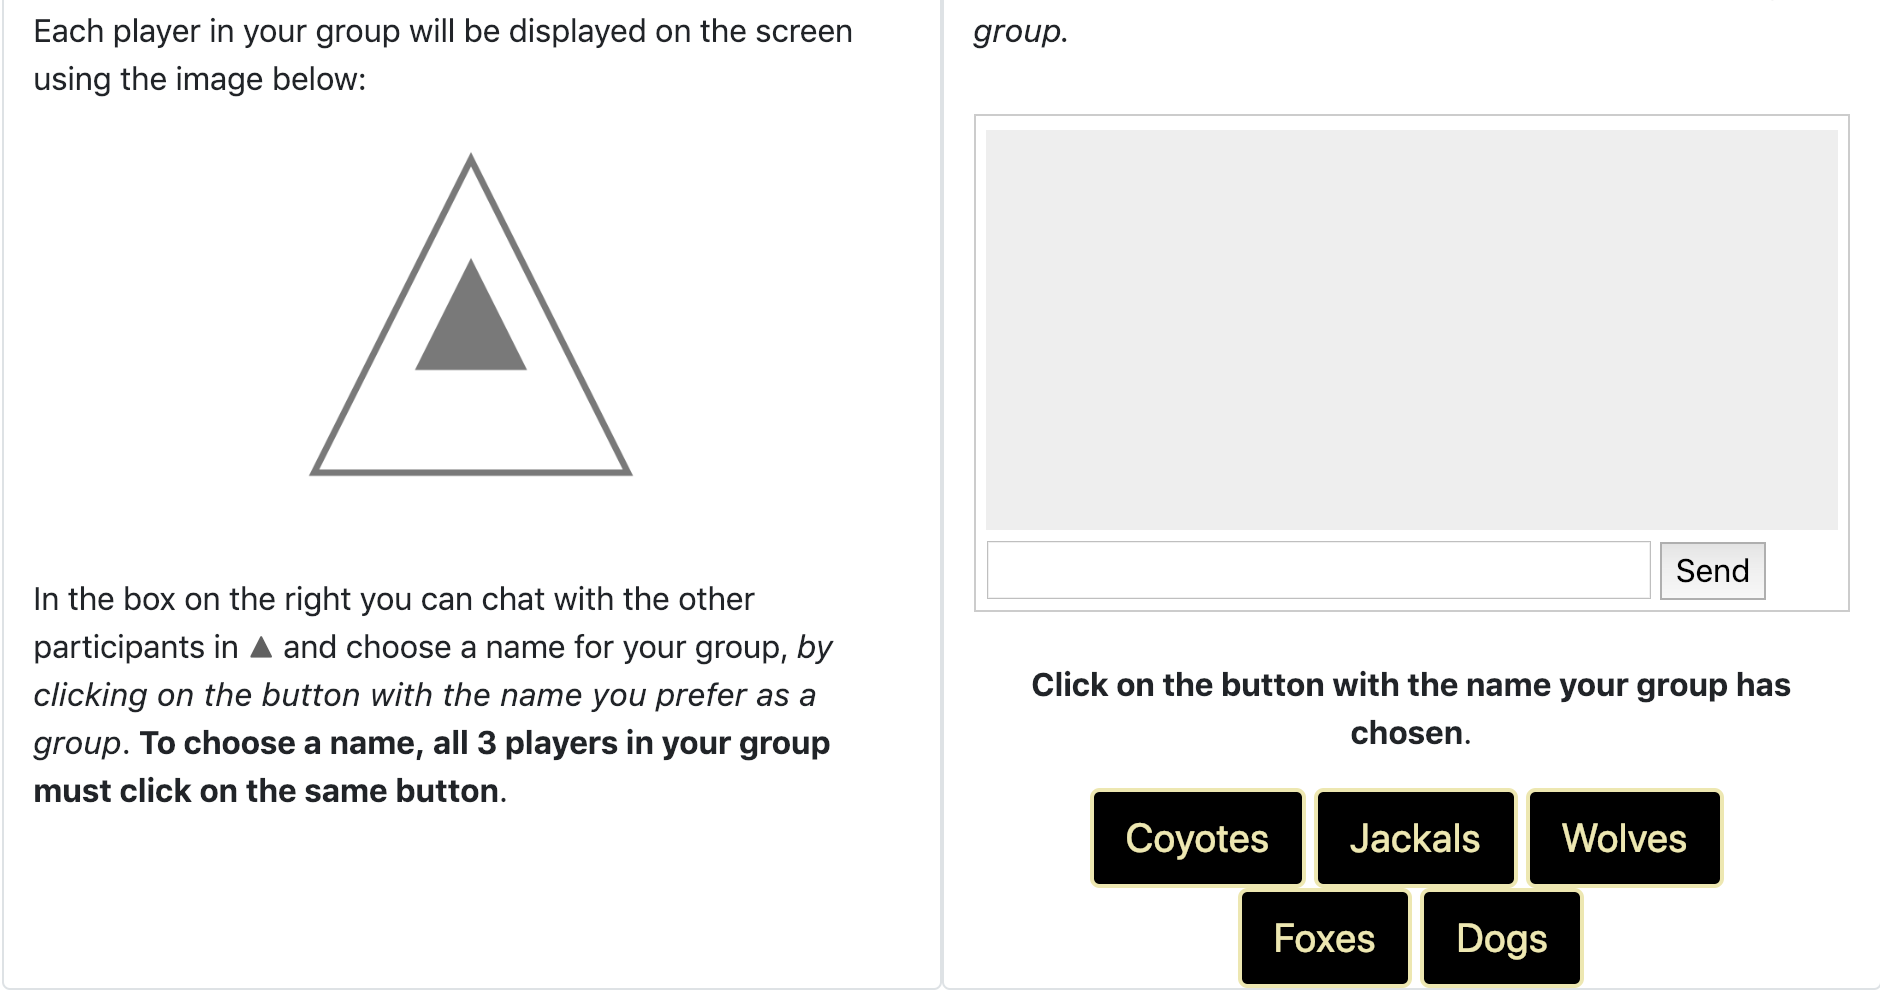 Each player in your group will be displayed on the screen
using the image below:
In the box on the right you can chat with the other
participants in ▲ and choose a name for your group, by
clicking on the button with the name you prefer as a
group. To choose a name, all 3 players in your group
must click on the same button.
group.
Send
Click on the button with the name your group has
chosen.
Coyotes Jackals Wolves
Foxes Dogs